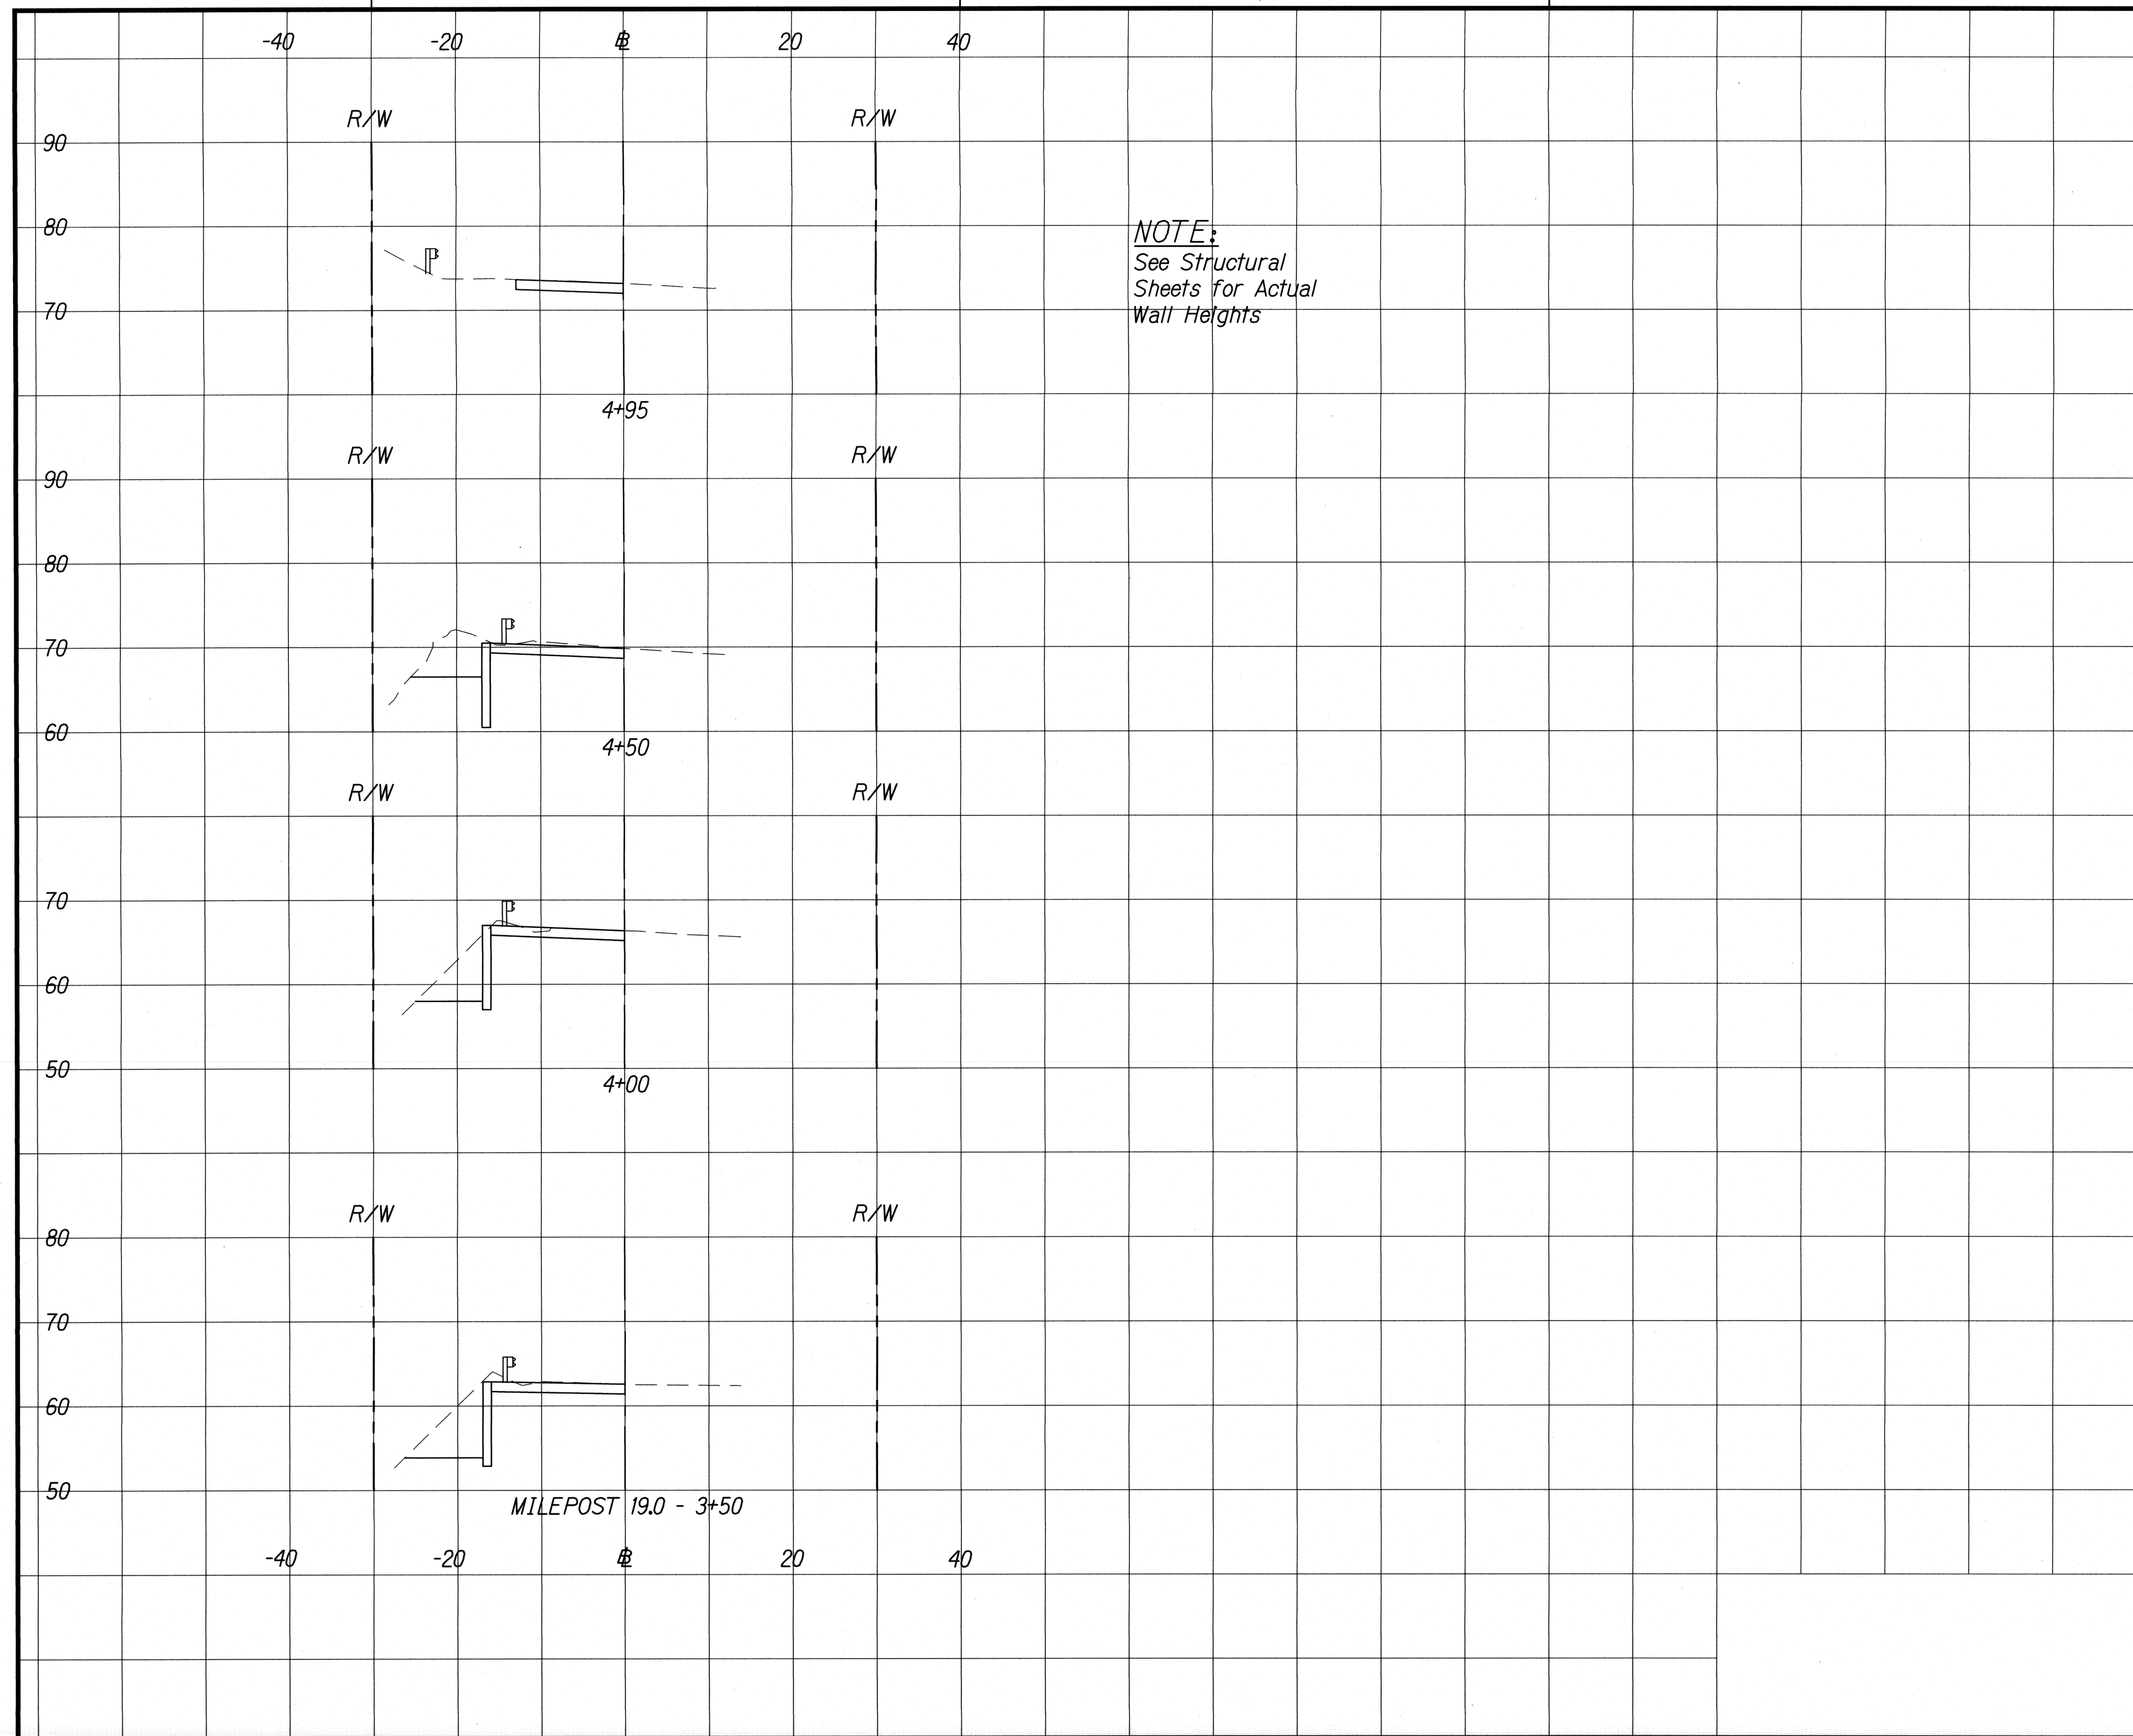 -40 -20 ℄ 20 40
R/W R/W
90
80
NOTE:
See Structural
70
Sheets for Actual
Wall Heights
4+95
R/W R/W
90
80
70
60
4+50
R/W R/W
70
60
50
4+00
R/W R/W
80
70
60
50
MILEPOST 19.0 - 3+50
-40 -20 ℄ 20 40